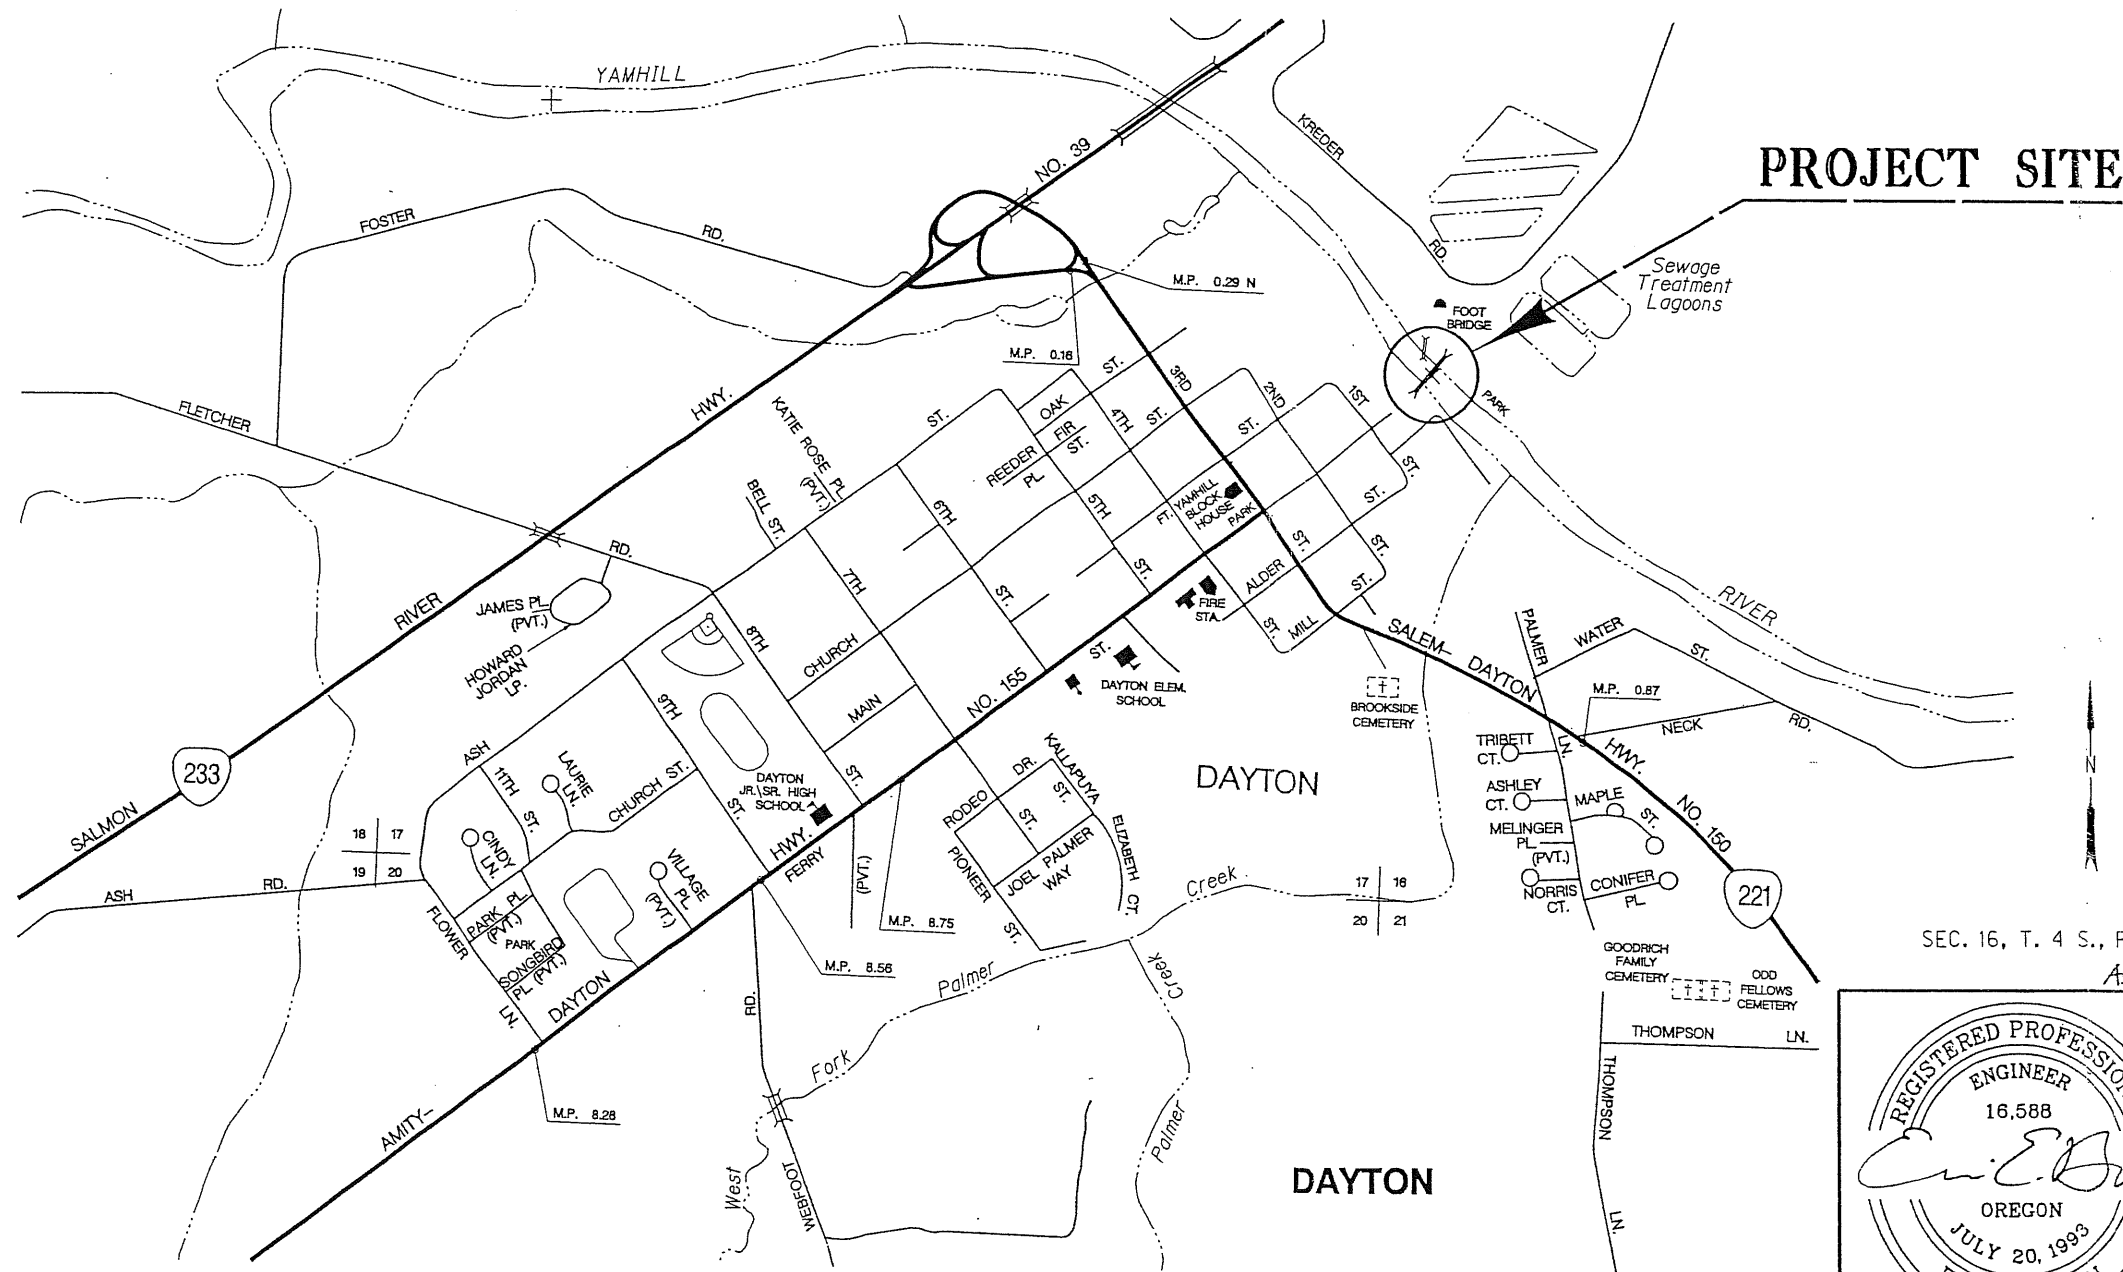 YAMHILL
NO. 39
KREDER
RD.
PROJECT SITE
FOSTER
RD.
M.P. 0.29 N
Sewage
Treatment
Lagoons
FOOT
BRIDGE
M.P. 0.16
PARK
FLETCHER
RD.
HWY.
KATIE ROSE PL.
(PVT.)
BELL ST.
ST.
OAK
ST.
FIR
ST.
REEDER
PL.
3RD
ST.
4TH
ST.
2ND
ST.
1ST
ST.
ST.
ST.
5TH
ST.
6TH
ST.
7TH
FT. YAMHILL
BLOCK
HOUSE
PARK
ST.
ALDER
ST.
MILL
ST.
FIRE
STA.
JAMES PL.
(PVT.)
HOWARD
JORDAN
LP.
RIVER
8TH
ST.
CHURCH
MAIN
NO. 155
ST.
DAYTON ELEM.
SCHOOL
SALEM-
DAYTON
HWY.
NO. 150
221
BROOKSIDE
CEMETERY
PALMER
LN.
WATER
ST.
RIVER
M.P. 0.87
NECK
RD.
TRIBETT
CT.
ASHLEY
CT.
MAPLE
ST.
MELINGER
PL.
(PVT.)
NORRIS
CT.
CONIFER
PL.
N
233
SALMON
ASH
9TH
ST.
11TH
ST.
LAURIE
LN.
CHURCH ST.
DAYTON
JR.\SR. HIGH
SCHOOL
DAYTON
KALLAPUYA
ST.
RODEO
DR.
ST.
PIONEER
ST.
JOEL PALMER
WAY
ELIZABETH CT.
18 17
19 20
CINDY
LN.
VILLAGE
PL.
(PVT.)
HWY.
FERRY
(PVT.)
M.P. 8.75
Creek
17 16
20 21
ASH
RD.
FLOWER
LN.
PARK PL.
(PVT.)
PARK
SONGBIRD
PL. (PVT.)
DAYTON
M.P. 8.56
Palmer
Creek
GOODRICH
FAMILY
CEMETERY
ODD
FELLOWS
CEMETERY
SEC. 16, T. 4 S.,
RD.
THOMPSON LN.
Fork
M.P. 8.28
AMITY-
THOMPSON
LN.
Palmer
West
WEBFOOT
DAYTON
REGISTERED PROFESSION
ENGINEER
16,588
OREGON
JULY 20, 1993